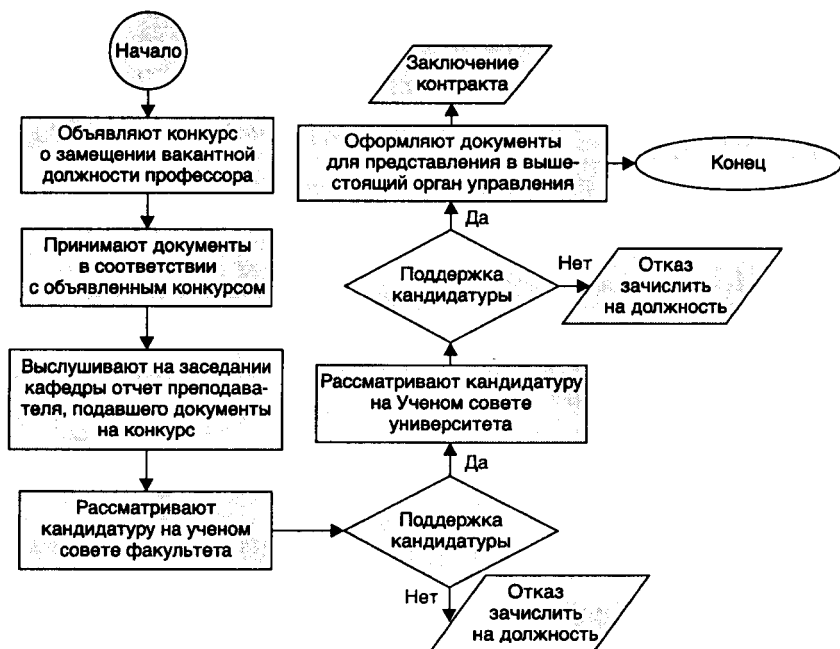 Начало
Объявляют конкурс
о замещении вакантной
должности профессора
Принимают документы
в соответствии
с объявленным конкурсом
Выслушивают на заседании
кафедры отчет преподава-
теля, подавшего документы
на конкурс
Рассматривают
кандидатуру на ученом
совете факультета
Поддержка
кандидатуры
Нет
Отказ
зачислить
на должность
Да
Рассматривают кандидатуру
на Ученом совете
университета
Поддержка
кандидатуры
Нет
Отказ
зачислить
на должность
Да
Оформляют документы
для представления в выше-
стоящий орган управления
Заключение
контракта
Конец